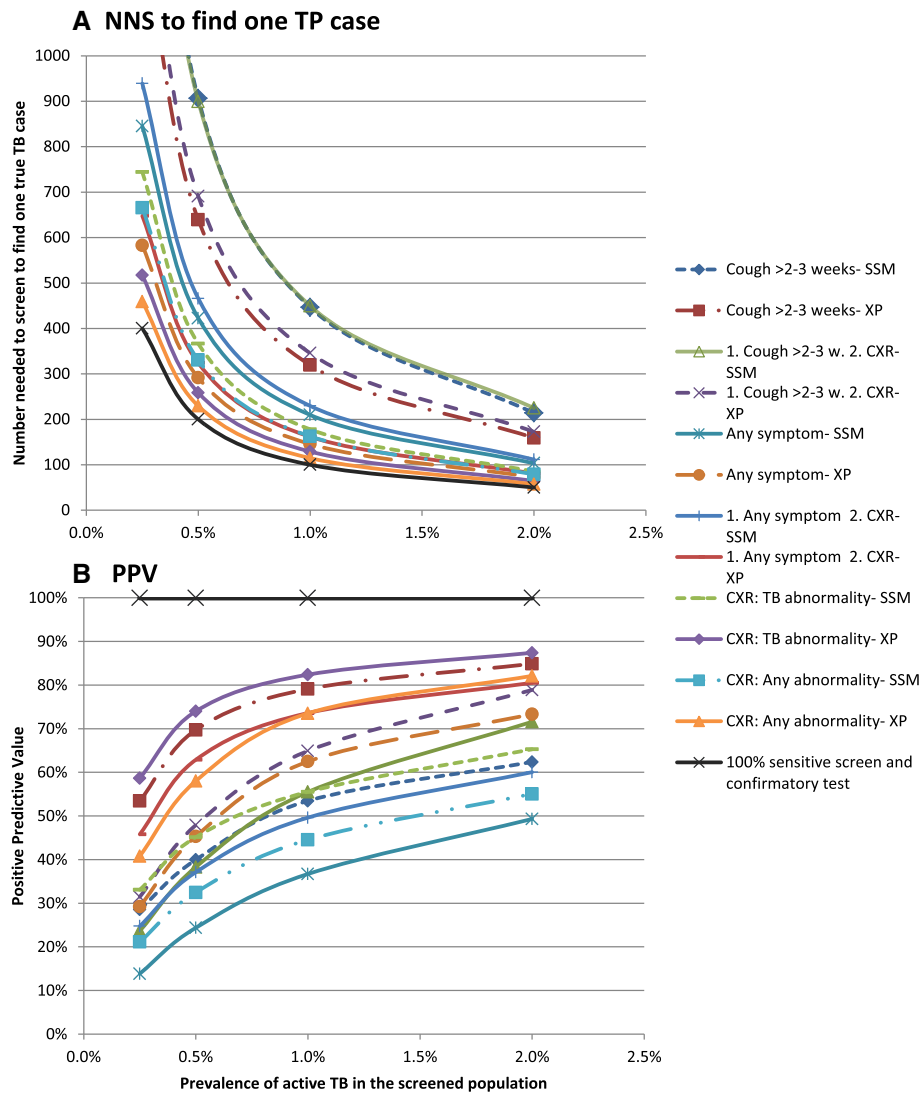 A NNS to find one TP case
Number needed to screen to find one true TB case
1000
900
800
700
600
500
400
300
200
100
0
0.0%
0.5%
1.0%
1.5%
2.0%
2.5%
B PPV
Positive Predictive Value
100%
90%
80%
70%
60%
50%
40%
30%
20%
10%
0%
0.0%
0.5%
1.0%
1.5%
2.0%
2.5%
Prevalence of active TB in the screened population
Cough >2-3 weeks- SSM
Cough >2-3 weeks- XP
1. Cough >2-3 w. 2. CXR-
SSM
1. Cough >2-3 w. 2. CXR-
XP
Any symptom- SSM
Any symptom- XP
1. Any symptom 2. CXR-
SSM
1. Any symptom 2. CXR-
XP
CXR: TB abnormality- SSM
CXR: TB abnormality- XP
CXR: Any abnormality- SSM
CXR: Any abnormality- XP
100% sensitive screen and
confirmatory test